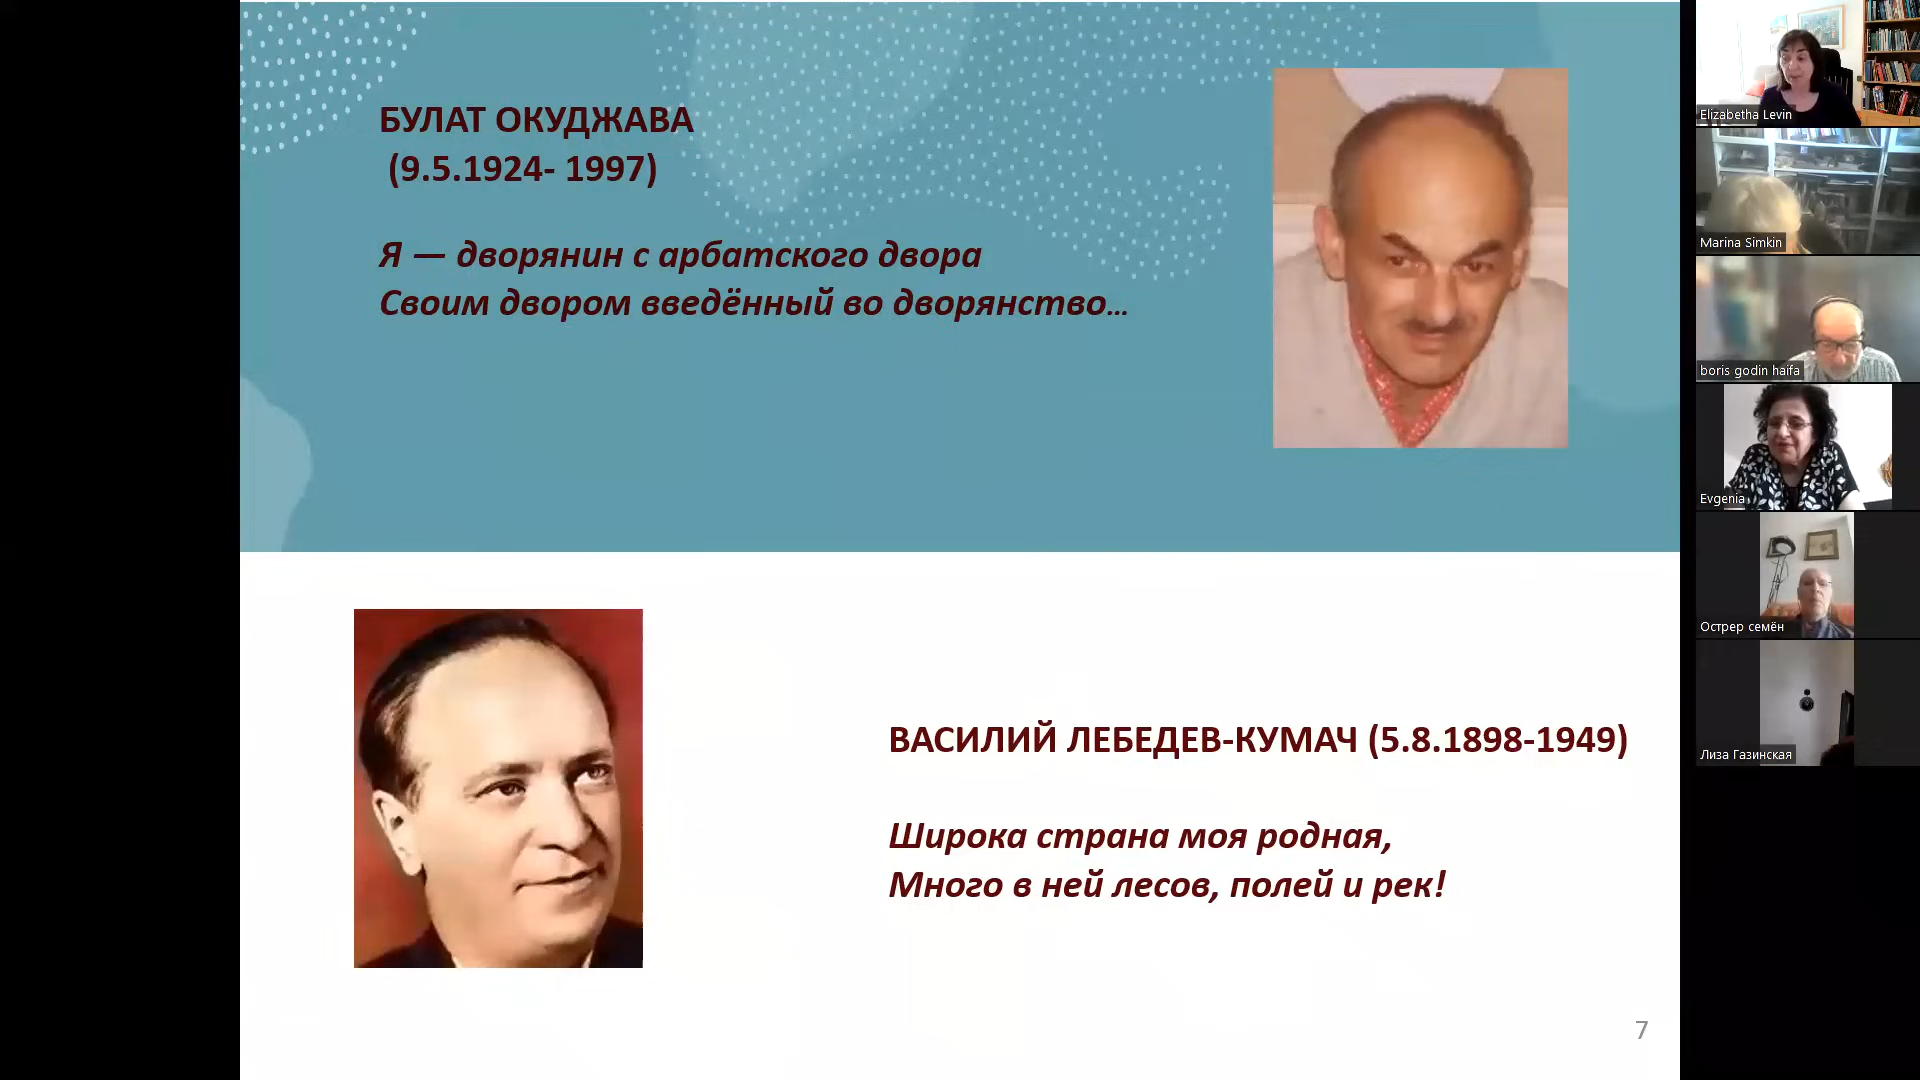 БУЛАТ ОКУДЖАВА
(9.5.1924- 1997)
Я — дворянин с арбатского двора
Своим двором введённый во дворянство...
ВАСИЛИЙ ЛЕБЕДЕВ-КУМАЧ (5.8.1898-1949)
Широка страна моя родная,
Много в ней лесов, полей и рек!
7
Elizabetha Levin
Marina Simkin
boris godin haifa
Evgenia
Острер семён
Лиза Газинская